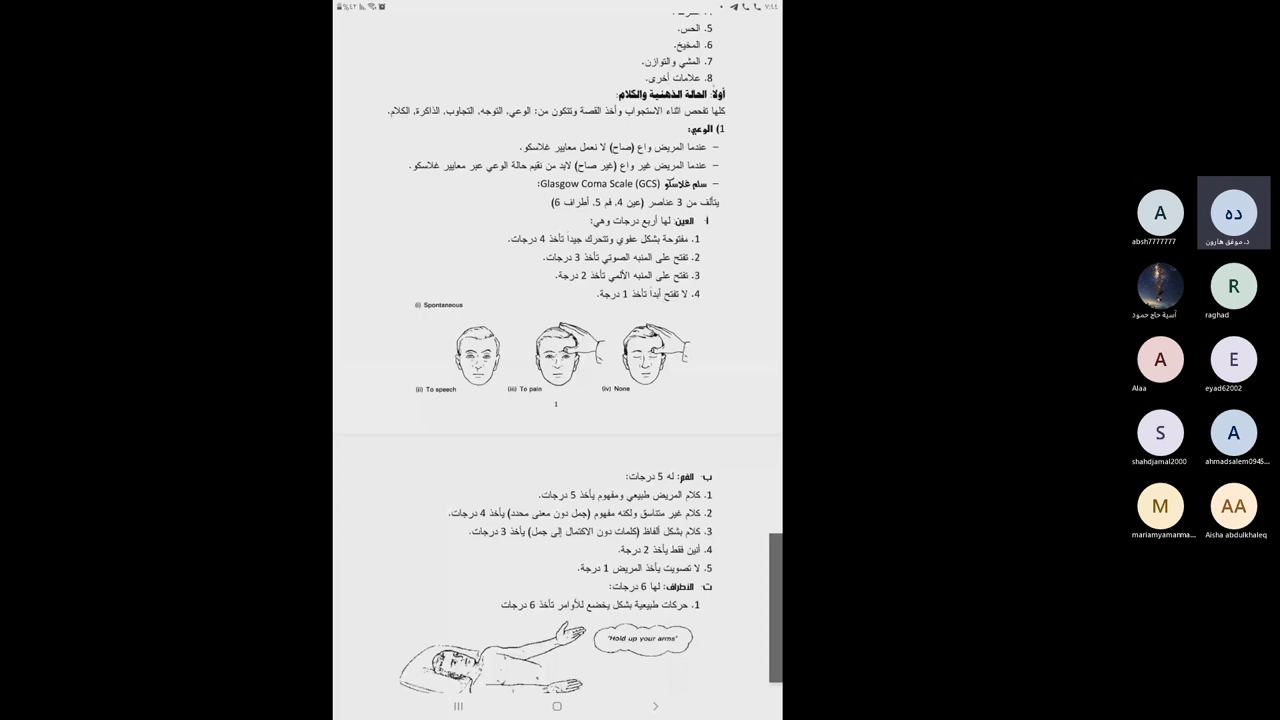 ٧:٤٤
%٤٢
5. الحس.
6. المخيخ.
7. المشي والتوازن.
8. علامات أخرى.
أولاً: الحالة الذهنية والكلام:
كلها تفحص اثناء الاستجواب وأخذ القصة وتتكون من: الوعي, التوجه, التجاوب, الذاكرة, الكلام.
1) الوعي:
– عندما المريض واع (صاح) لا نعمل معايير غلاسكو.
– عندما المريض غير واع (غير صاح) لابد من نقيم حالة الوعي عبر معايير غلاسكو.
– سلم غلاسكو Glasgow Coma Scale (GCS):
يتألف من 3 عناصر (عين 4, فم 5, أطراف 6)
أ- العين: لها أربع درجات وهي:
1. مفتوحة بشكل عفوي وتتحرك جيداً تأخذ 4 درجات.
2. تفتح على المنبه الصوتي تأخذ 3 درجات.
3. تفتح على المنبه الألمي تأخذ 2 درجة.
4. لا تفتح أبداً تأخذ 1 درجة.
(i) Spontaneous
(ii) To speech
(iii) To pain
(iv) None
1
ب- الفم: له 5 درجات:
1. كلام المريض طبيعي ومفهوم يأخذ 5 درجات.
2. كلام غير متناسق ولكنه مفهوم (جمل دون معنى محدد) يأخذ 4 درجات.
3. كلام بشكل ألفاظ (كلمات دون الاكتمال إلى جمل) يأخذ 3 درجات.
4. أنين فقط يأخذ 2 درجة.
5. لا تصويت يأخذ المريض 1 درجة.
ت- الأطراف: لها 6 درجات:
1. حركات طبيعية بشكل يخضع للأوامر تأخذ 6 درجات
'Hold up your arms'
A
absh7777777
ده
د. موفق هارون
آسية حاج حمود
R
raghad
A
Alaa
E
eyad62002
S
shahdjamal2000
A
ahmadsalem0945...
M
mariamyamanma...
AA
Aisha abdulkhaleq